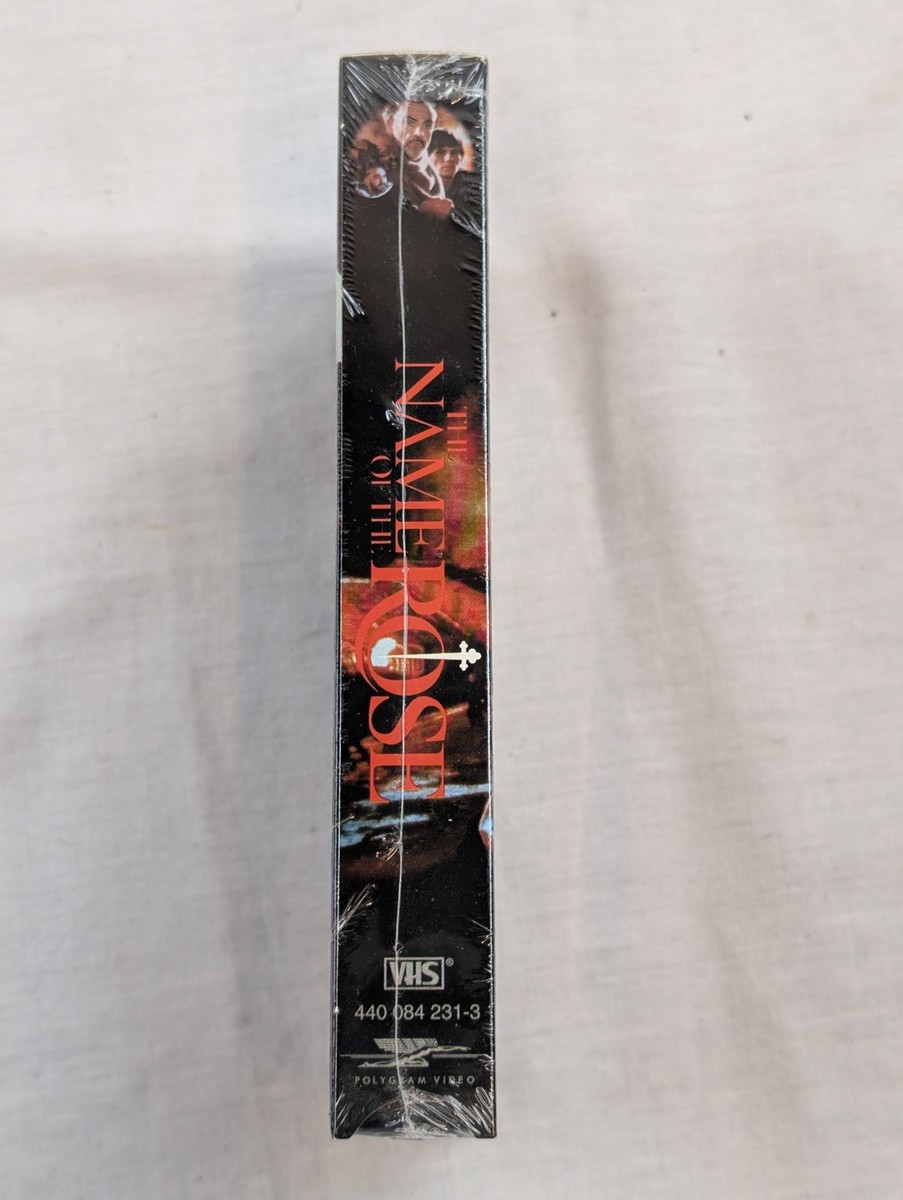 THE
NAME
OF THE
ROSE
VHS®
440 084 231-3
POLYGRAM VIDEO